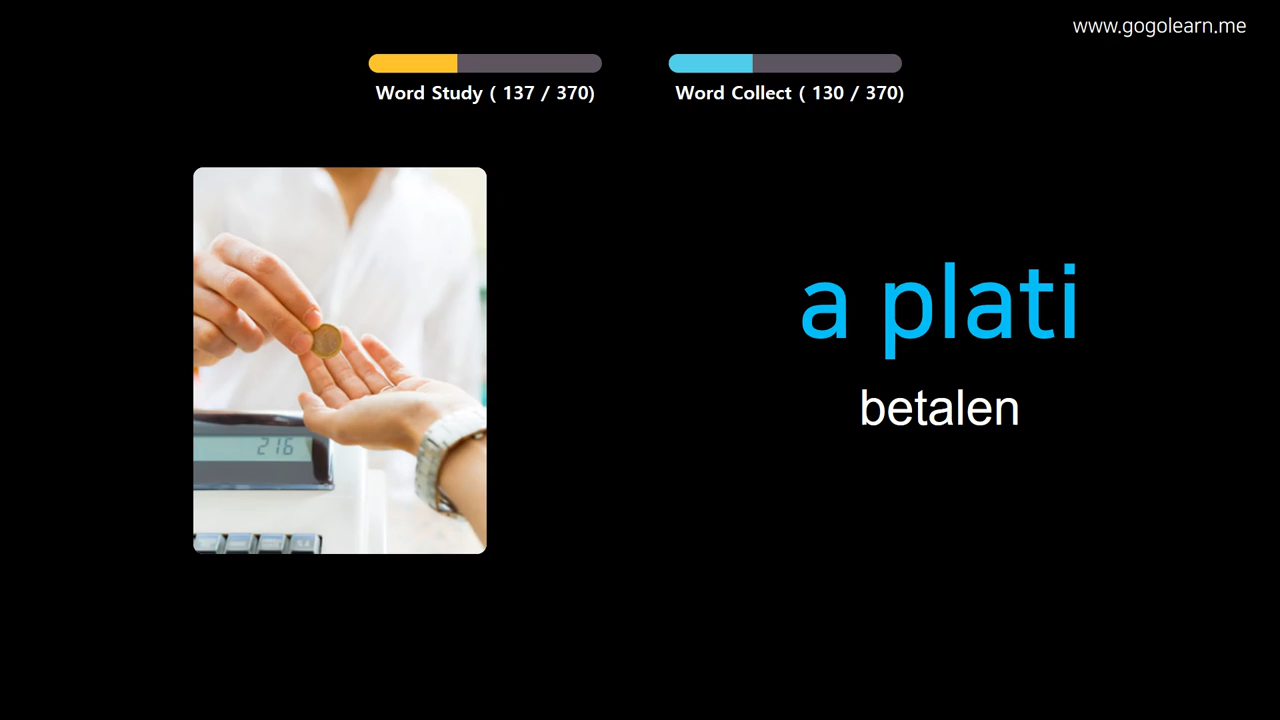 www.gogolearn.me
Word Study ( 137 / 370)
Word Collect ( 130 / 370)
a plati
betalen
216